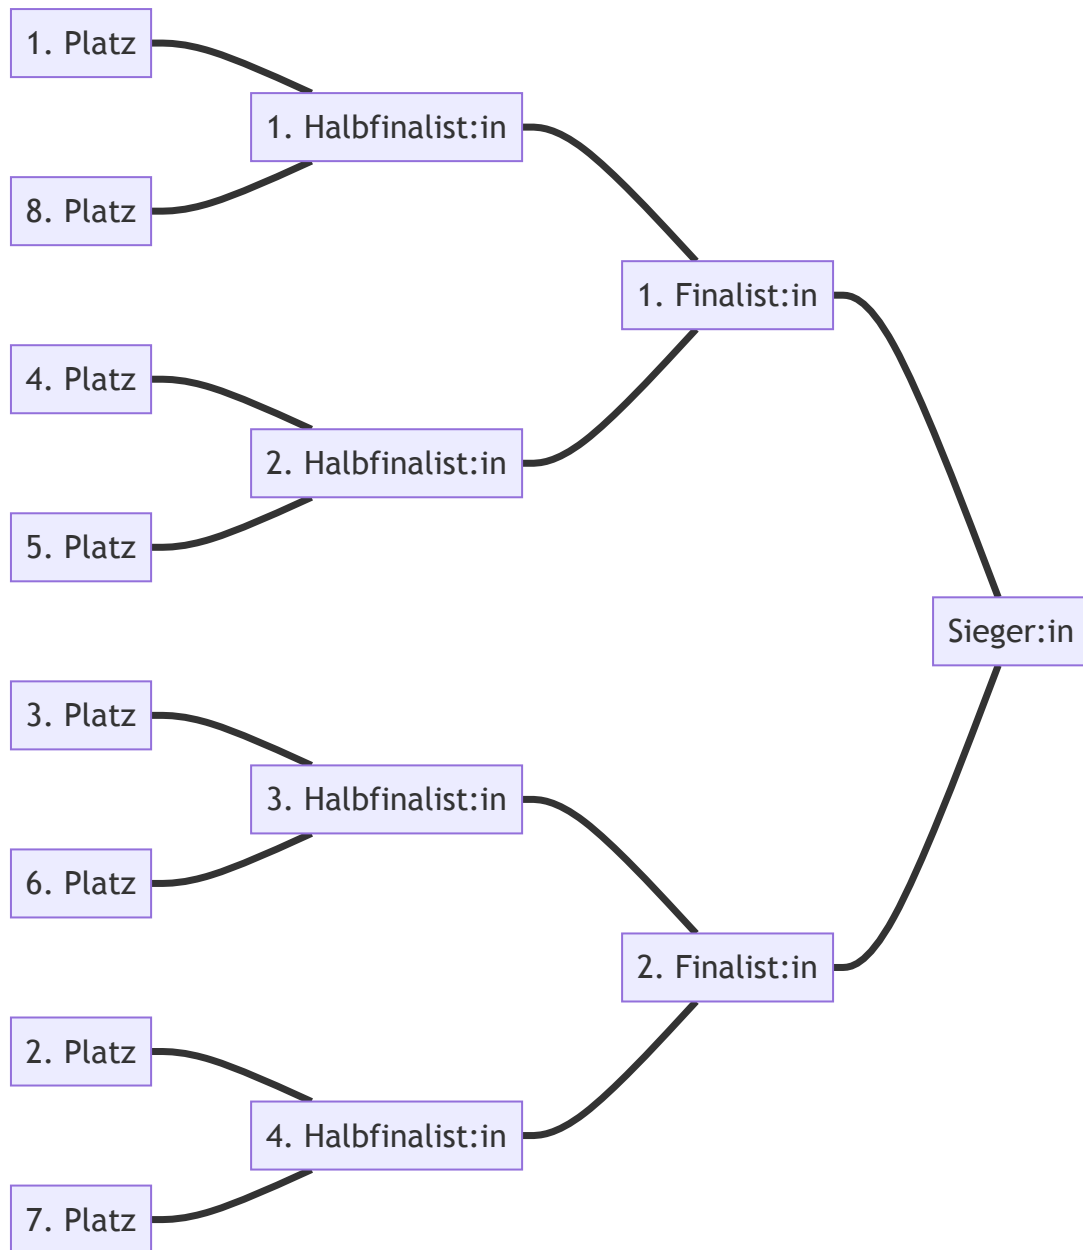 1. Platz
1. Halbfinalist:in
8. Platz
1. Finalist:in
4. Platz
2. Halbfinalist:in
5. Platz
Sieger:in
3. Platz
3. Halbfinalist:in
6. Platz
2. Finalist:in
2. Platz
4. Halbfinalist:in
7. Platz